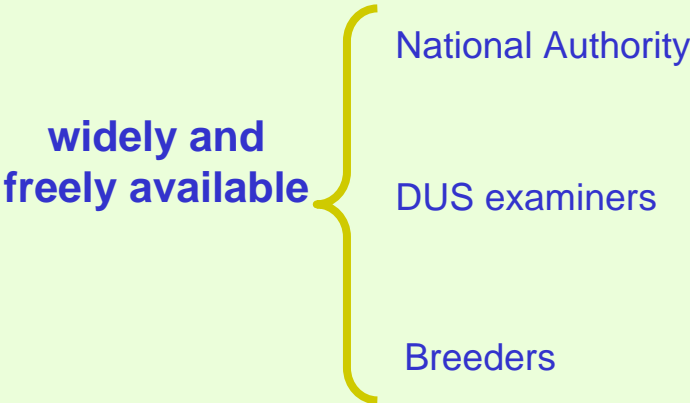 widely and
freely available
National Authority
DUS examiners
Breeders